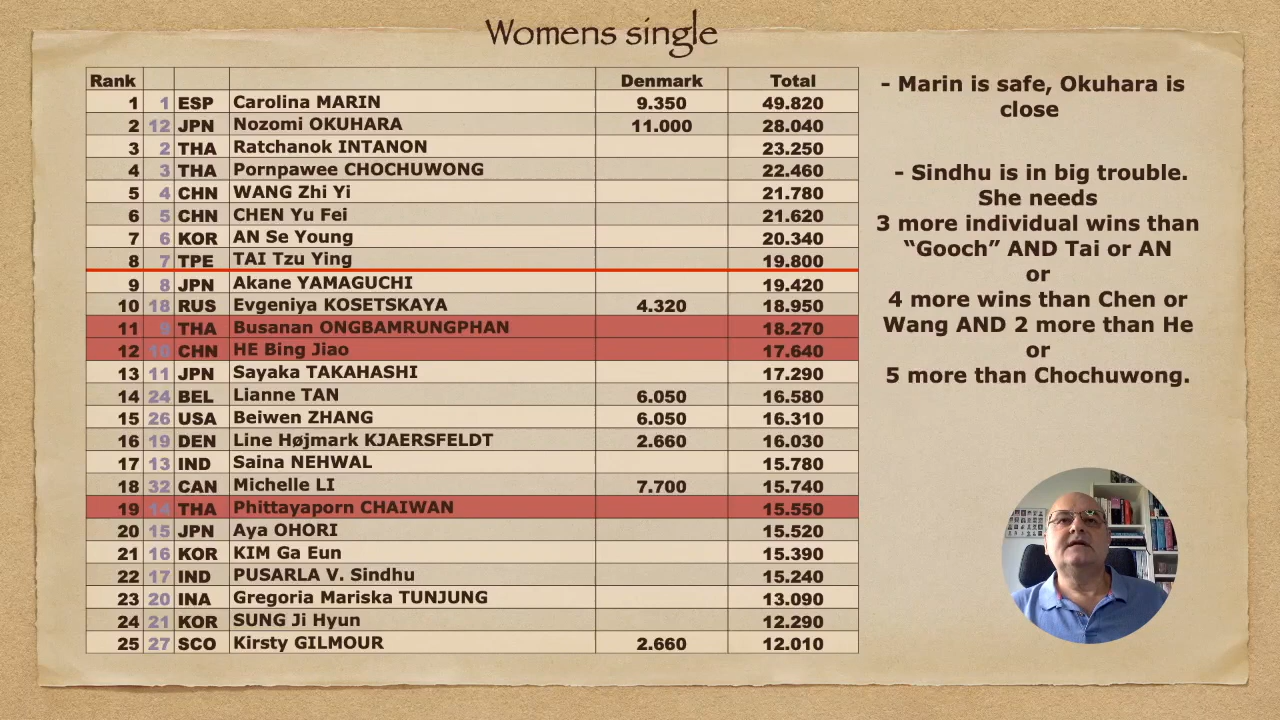 Womens single
Rank Denmark Total
1 1 ESP Carolina MARIN 9.350 49.820
2 12 JPN Nozomi OKUHARA 11.000 28.040
3 2 THA Ratchanok INTANON 23.250
4 3 THA Pornpawee CHOCHUWONG 22.460
5 4 CHN WANG Zhi Yi 21.780
6 5 CHN CHEN Yu Fei 21.620
7 6 KOR AN Se Young 20.340
8 7 TPE TAI Tzu Ying 19.800
9 8 JPN Akane YAMAGUCHI 19.420
10 18 RUS Evgeniya KOSETSKAYA 4.320 18.950
11 9 THA Busanan ONGBAMRUNGPHAN 18.270
12 10 CHN HE Bing Jiao 17.640
13 11 JPN Sayaka TAKAHASHI 17.290
14 24 BEL Lianne TAN 6.050 16.580
15 26 USA Beiwen ZHANG 6.050 16.310
16 19 DEN Line Højmark KJAERSFELDT 2.660 16.030
17 13 IND Saina NEHWAL 15.780
18 32 CAN Michelle LI 7.700 15.740
19 14 THA Phittayaporn CHAIWAN 15.550
20 15 JPN Aya OHORI 15.520
21 16 KOR KIM Ga Eun 15.390
22 17 IND PUSARLA V. Sindhu 15.240
23 20 INA Gregoria Mariska TUNJUNG 13.090
24 21 KOR SUNG Ji Hyun 12.290
25 27 SCO Kirsty GILMOUR 2.660 12.010
- Marin is safe, Okuhara is
close
- Sindhu is in big trouble.
She needs
3 more individual wins than
“Gooch” AND Tai or AN
or
4 more wins than Chen or
Wang AND 2 more than He
or
5 more than Chochuwong.